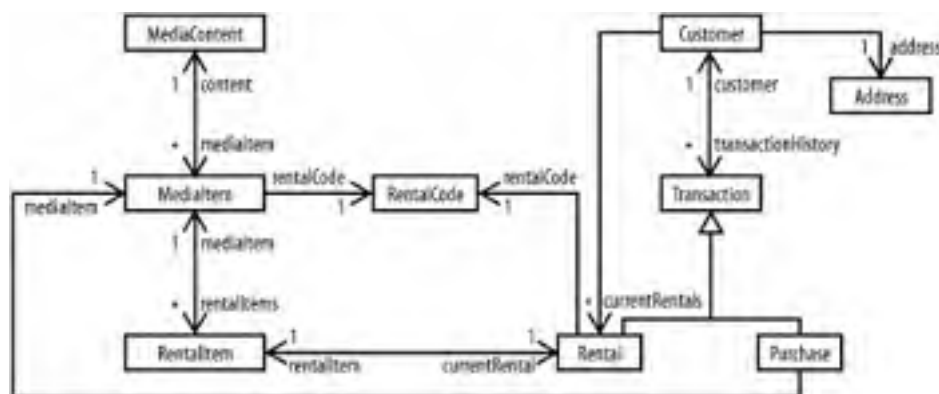 MediaContent
Customer
1 content
1 customer
1 address
Address
* mediaItem
* transactionHistory
1
mediaItem
MediaItem
rentalCode
1
RentalCode
rentalCode
1
Transaction
1 mediaItem
* rentalItems
* currentRentals
RentalItem
1
rentalItem
1
currentRental
Rental
Purchase